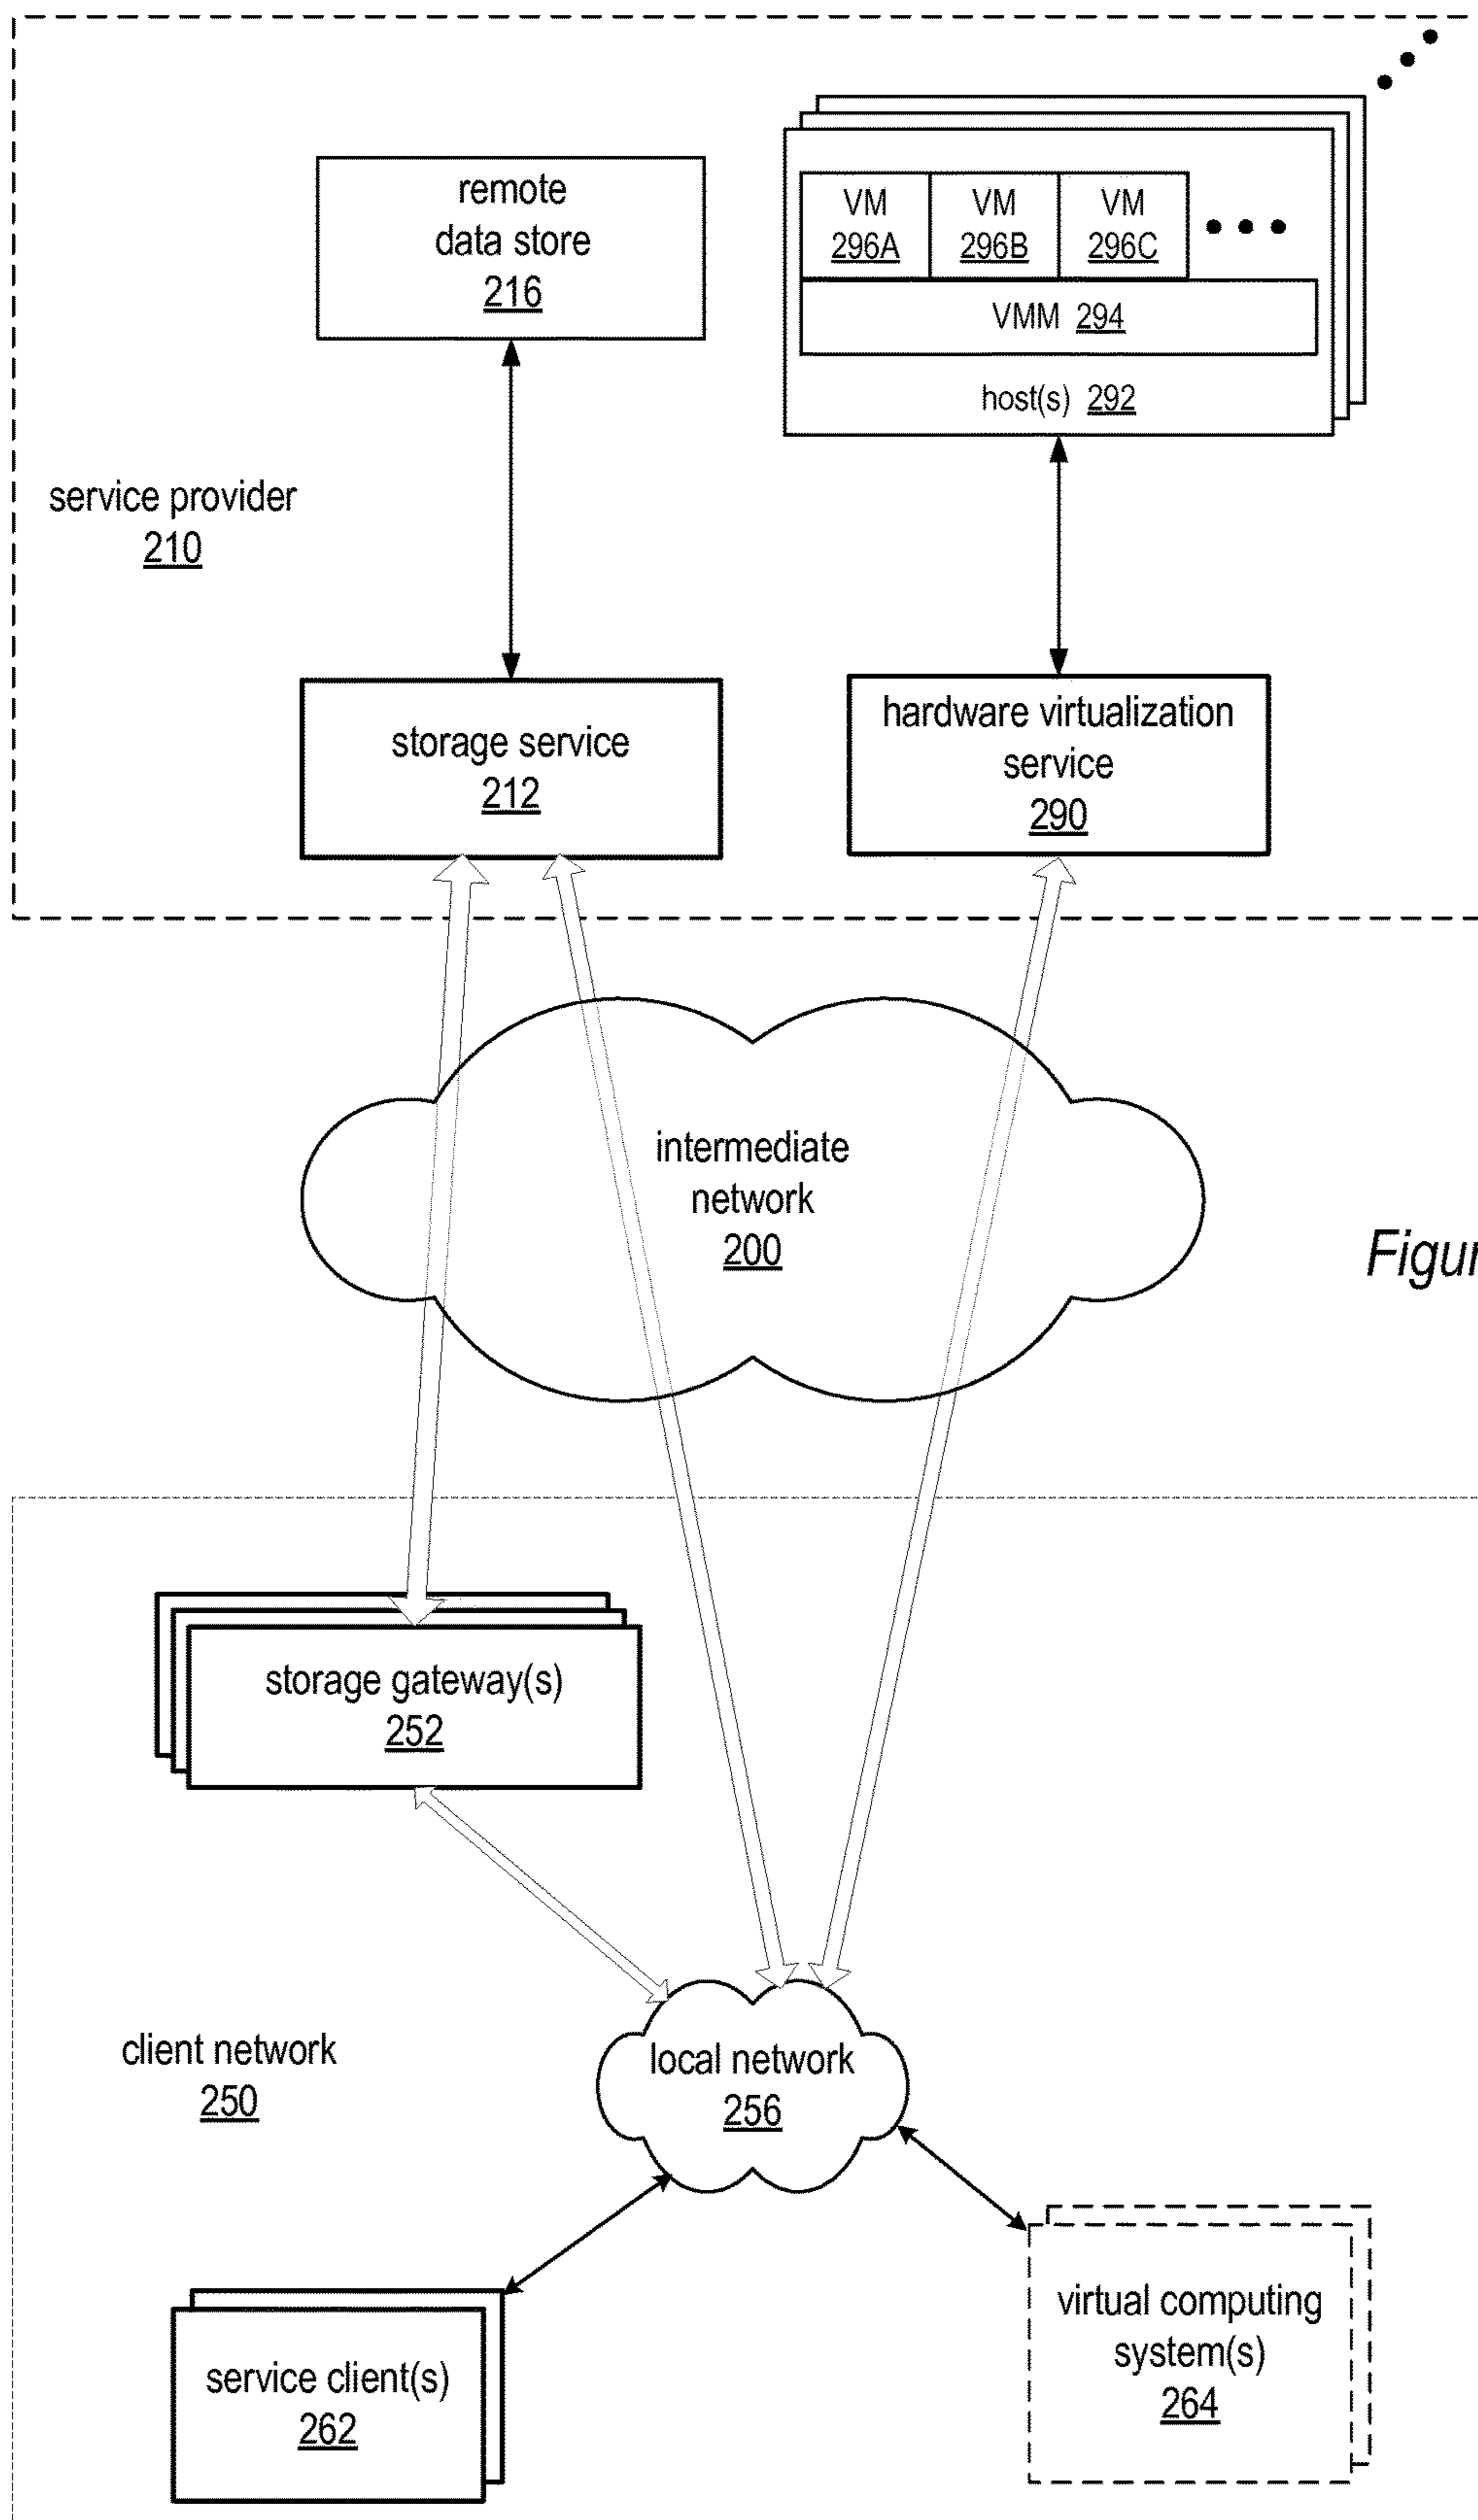 remote
data store
216
VM
296A
VM
296B
VM
296C
VMM 294
host(s) 292
service provider
210
storage service
212
hardware virtualization
service
290
intermediate
network
200
Figur
storage gateway(s)
252
client network
250
local network
256
service client(s)
262
virtual computing
system(s)
264